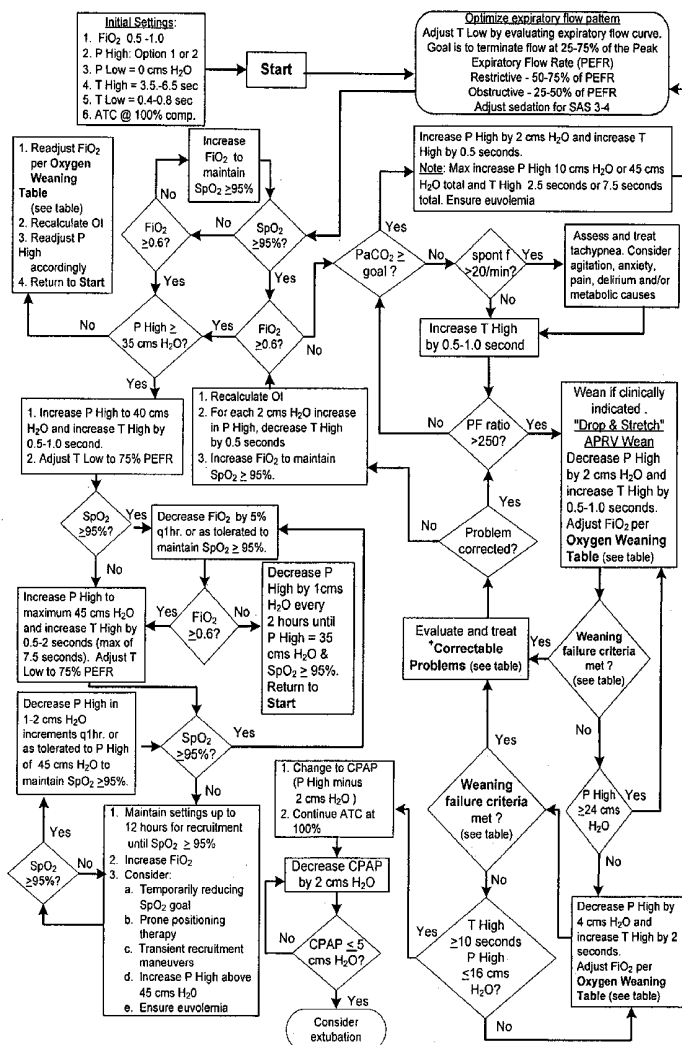 Initial Settings:
1. FiO2 0.5 -1.0
2. P High: Option 1 or 2
3. P Low = 0 cms H2O
4. T High = 3.5.-6.5 sec
5. T Low = 0.4-0.8 sec
6. ATC @ 100% comp.
Start
Optimize expiratory flow pattern
Adjust T Low by evaluating expiratory flow curve.
Goal is to terminate flow at 25-75% of the Peak
Expiratory Flow Rate (PEFR)
Restrictive - 50-75% of PEFR
Obstructive - 25-50% of PEFR
Adjust sedation for SAS 3-4
1. Readjust FiO2
per Oxygen
Weaning
Table
(see table)
2. Recalculate OI
3. Readjust P
High
accordingly
4. Return to Start
Increase
FiO2 to
maintain
SpO2 ≥95%
Increase P High by 2 cms H2O and increase T
High by 0.5 seconds.
Note: Max increase P High 10 cms H2O or 45 cms
H2O total and T High 2.5 seconds or 7.5 seconds
total. Ensure euvolemia
No
FiO2
≥0.6?
No
SpO2
≥95%?
Yes
Yes
Yes
PaCO2 ≥
goal ?
No
spont f
>20/min?
Yes
Assess and treat
tachypnea. Consider
agitation, anxiety,
pain, delirium and/or
metabolic causes
No
P High ≥
35 cms H2O?
No
Yes
FiO2
≥0.6?
No
Increase T High
by 0.5-1.0 second
Yes
1. Increase P High to 40 cms
H2O and increase T High by
0.5-1.0 second.
2. Adjust T Low to 75% PEFR
1. Recalculate OI
2. For each 2 cms H2O increase
in P High, decrease T High
by 0.5 seconds
3. Increase FiO2 to maintain
SpO2 ≥ 95%.
No
PF ratio
>250?
Yes
Wean if clinically
indicated .
"Drop & Stretch"
APRV Wean
Decrease P High
by 2 cms H2O and
increase T High by
0.5-1.0 seconds.
Adjust FiO2 per
Oxygen Weaning
Table (see table)
SpO2
≥95%?
Yes
Decrease FiO2 by 5%
q1hr. or as tolerated to
maintain SpO2 ≥ 95%.
No
Yes
No
Problem
corrected?
Increase P High to
maximum 45 cms H2O
and increase T High by
0.5-2 seconds (max of
7.5 seconds). Adjust T
Low to 75% PEFR
Yes
FiO2
≥0.6?
No
Decrease P
High by 1cms
H2O every
2 hours until
P High = 35
cms H2O &
SpO2 ≥ 95%.
Return to
Start
Evaluate and treat
*Correctable
Problems (see table)
Yes
Weaning
failure criteria
met ?
(see table)
Decrease P High in
1-2 cms H2O
increments q1hr. or
as tolerated to P High
of 45 cms H2O to
maintain SpO2 ≥95%.
SpO2
≥95%?
Yes
Yes
No
No
1. Change to CPAP
(P High minus
2 cms H2O )
2. Continue ATC at
100%
Weaning
failure criteria
met ?
(see table)
P High
≥24 cms
H2O
Yes
Yes
SpO2
≥95%?
No
1. Maintain settings up to
12 hours for recruitment
until SpO2 ≥ 95%
2. Increase FiO2
3. Consider:
a. Temporarily reducing
SpO2 goal
b. Prone positioning
therapy
c. Transient recruitment
maneuvers
d. Increase P High above
45 cms H2O
e. Ensure euvolemia
Decrease CPAP
by 2 cms H2O
No
No
No
CPAP ≤ 5
cms H2O?
Yes
T High
≥10 seconds
P High
≤16 cms
H2O?
Decrease P High by
4 cms H2O and
increase T High by 2
seconds.
Adjust FiO2 per
Oxygen Weaning
Table (see table)
Yes
No
Consider
extubation